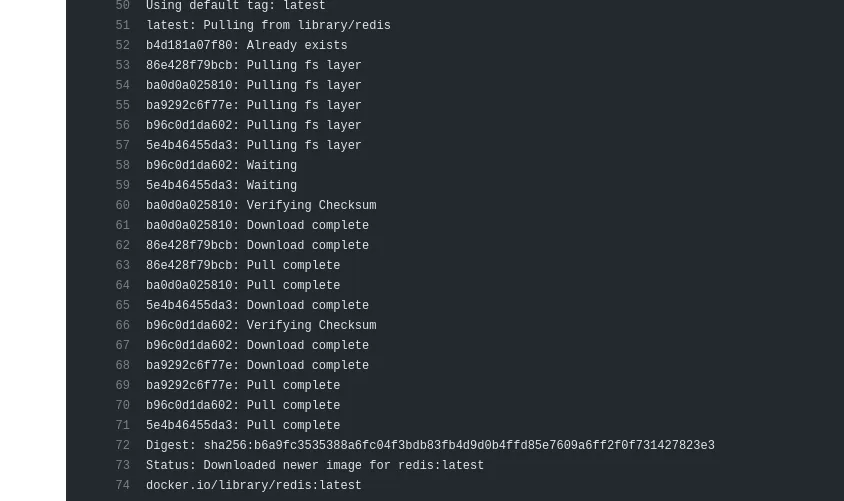 50 Using default tag: latest
51 latest: Pulling from library/redis
52 b4d181a07f80: Already exists
53 86e428f79bcb: Pulling fs layer
54 ba0d0a025810: Pulling fs layer
55 ba9292c6f77e: Pulling fs layer
56 b96c0d1da602: Pulling fs layer
57 5e4b46455da3: Pulling fs layer
58 b96c0d1da602: Waiting
59 5e4b46455da3: Waiting
60 ba0d0a025810: Verifying Checksum
61 ba0d0a025810: Download complete
62 86e428f79bcb: Download complete
63 86e428f79bcb: Pull complete
64 ba0d0a025810: Pull complete
65 5e4b46455da3: Download complete
66 b96c0d1da602: Verifying Checksum
67 b96c0d1da602: Download complete
68 ba9292c6f77e: Download complete
69 ba9292c6f77e: Pull complete
70 b96c0d1da602: Pull complete
71 5e4b46455da3: Pull complete
72 Digest: sha256:b6a9fc3535388a6fc04f3bdb83fb4d9d0b4ffd85e7609a6ff2f0f731427823e3
73 Status: Downloaded newer image for redis:latest
74 docker.io/library/redis:latest